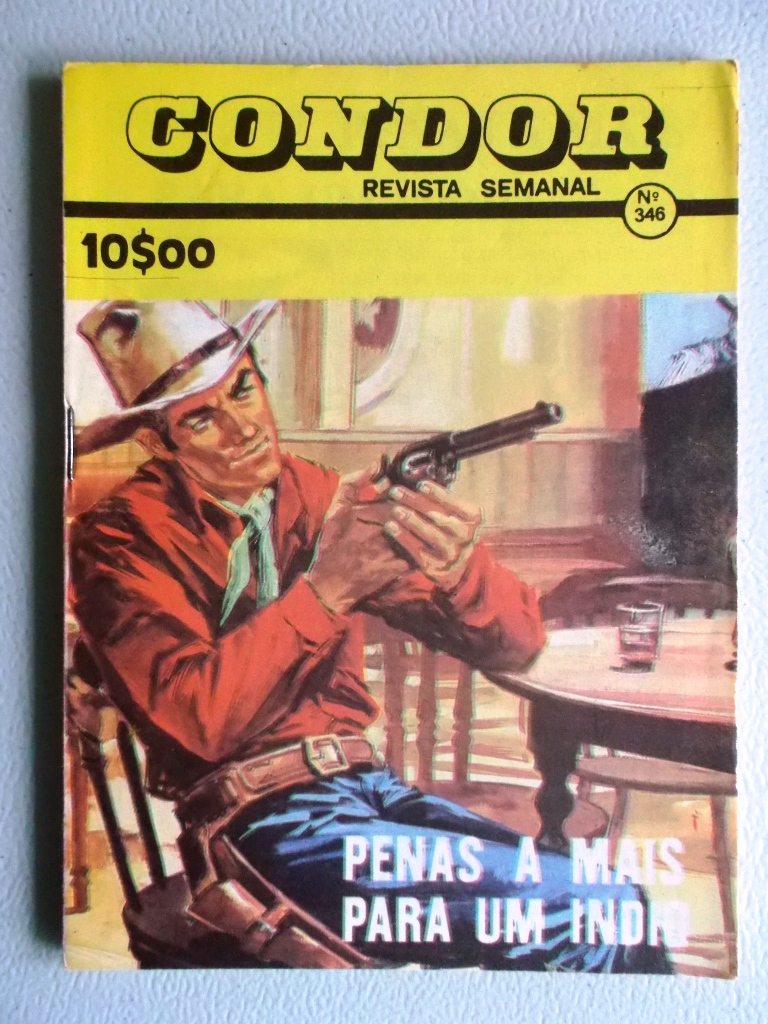 CONDOR
REVISTA SEMANAL
Nº
346
10$00
PENAS A MAIS
PARA UM INDIO